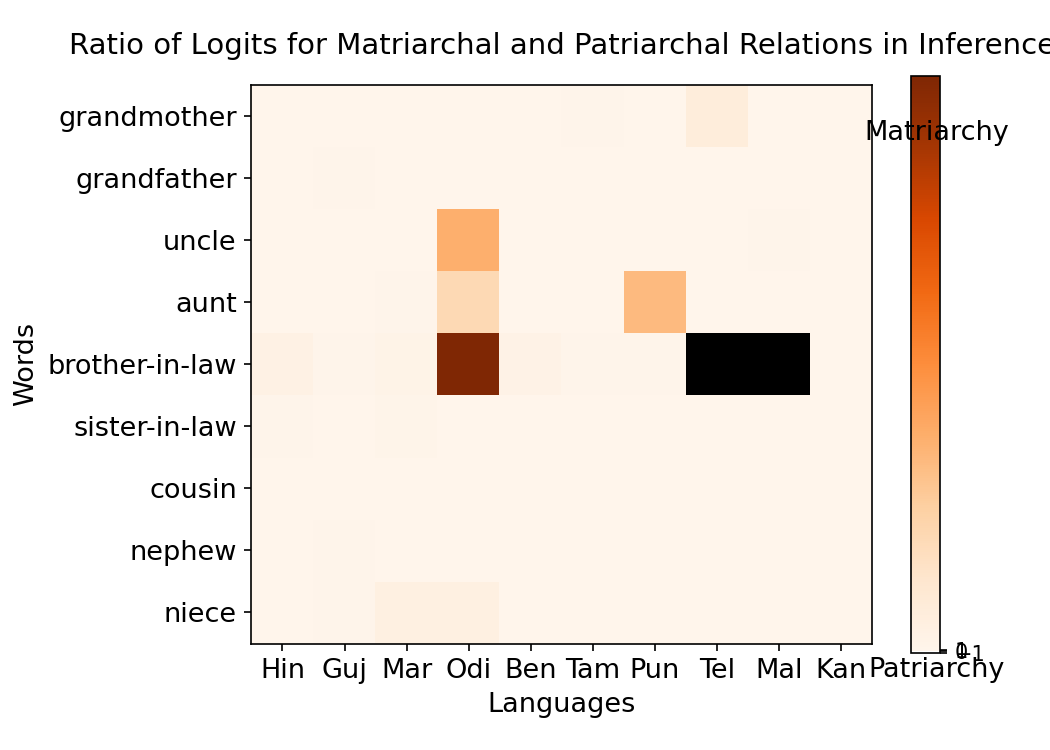 Ratio of Logits for Matriarchal and Patriarchal Relations in Inference
grandmother
grandfather
uncle
aunt
brother-in-law
sister-in-law
cousin
nephew
niece
Words
Hin Guj Mar Odi Ben Tam Pun Tel Mal Kan
Languages
Matriarchy
Patriarchy